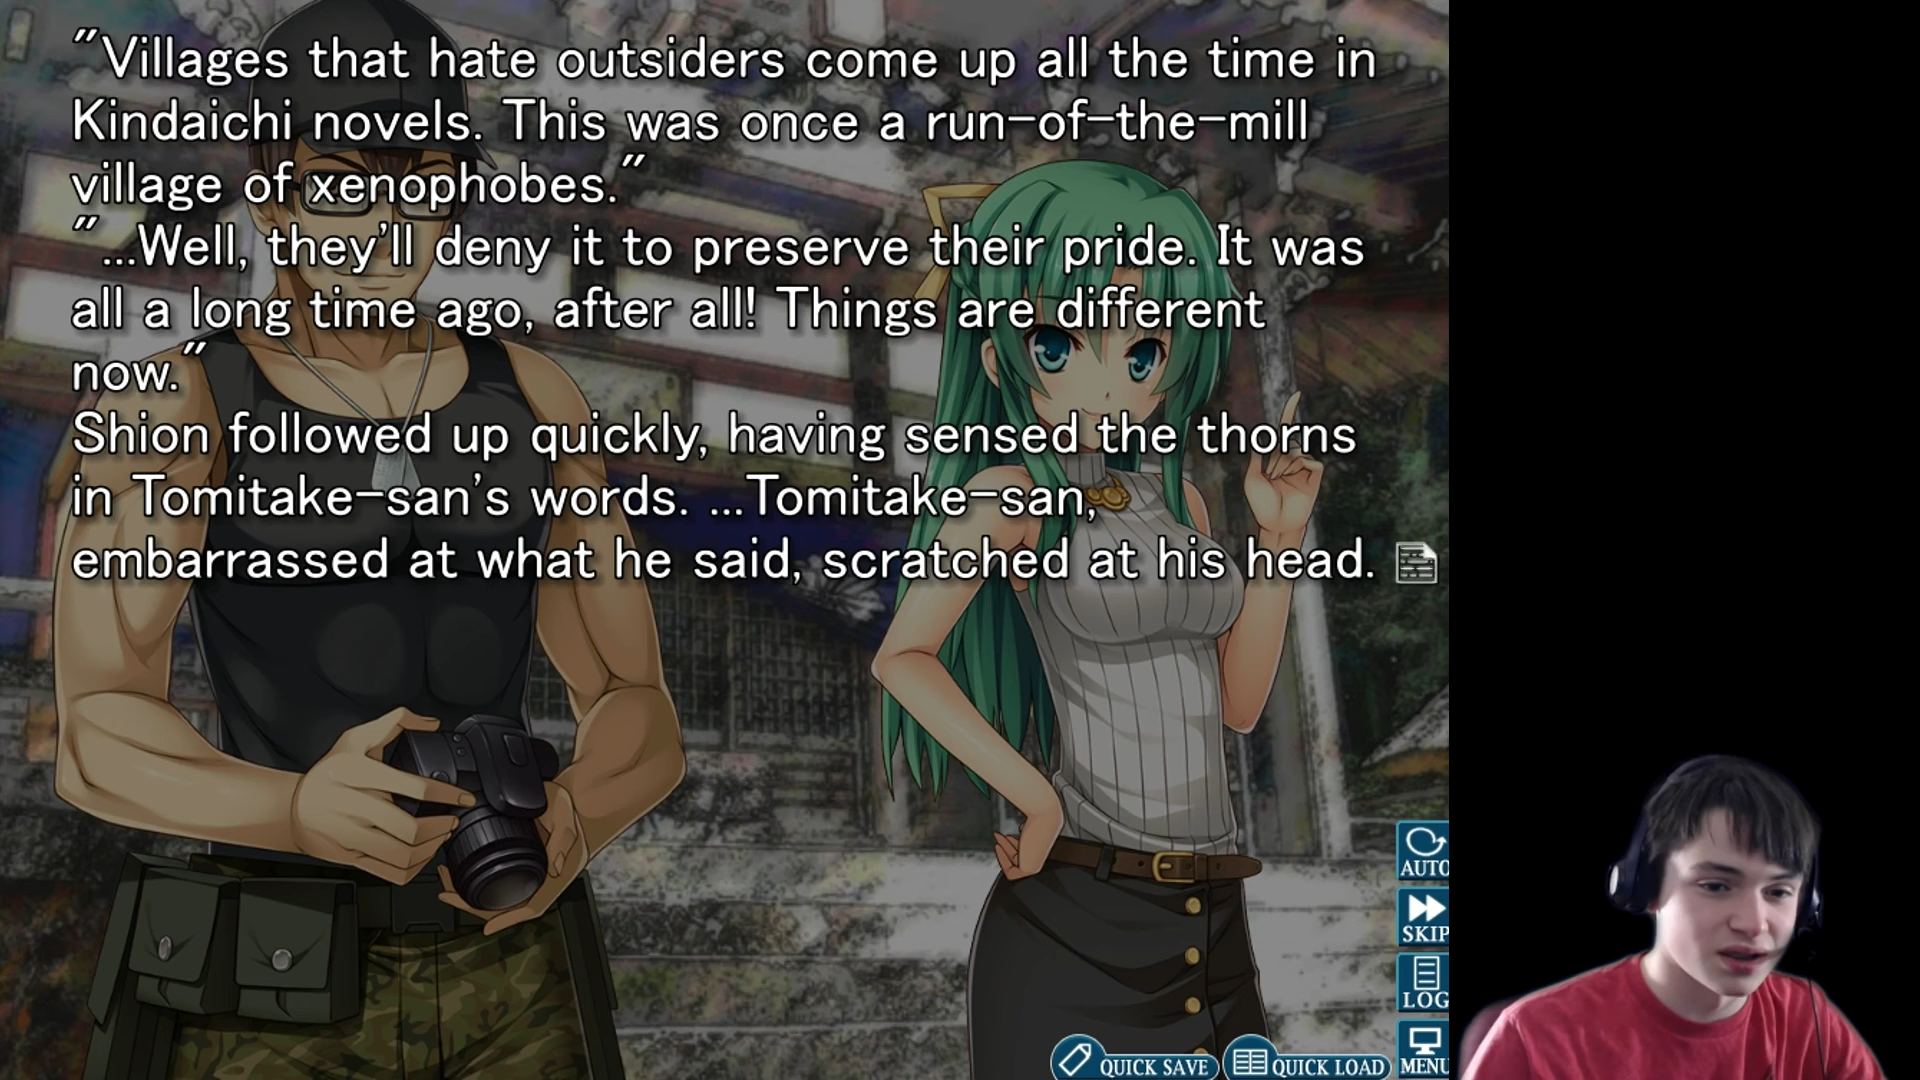 "Villages that hate outsiders come up all the time in
Kindaichi novels. This was once a run-of-the-mill
village of xenophobes."
"...Well, they'll deny it to preserve their pride. It was
all a long time ago, after all! Things are different
now."
Shion followed up quickly, having sensed the thorns
in Tomitake-san's words. ...Tomitake-san,
embarrassed at what he said, scratched at his head.
AUTO
SKIP
LOG
MENU
QUICK SAVE QUICK LOAD